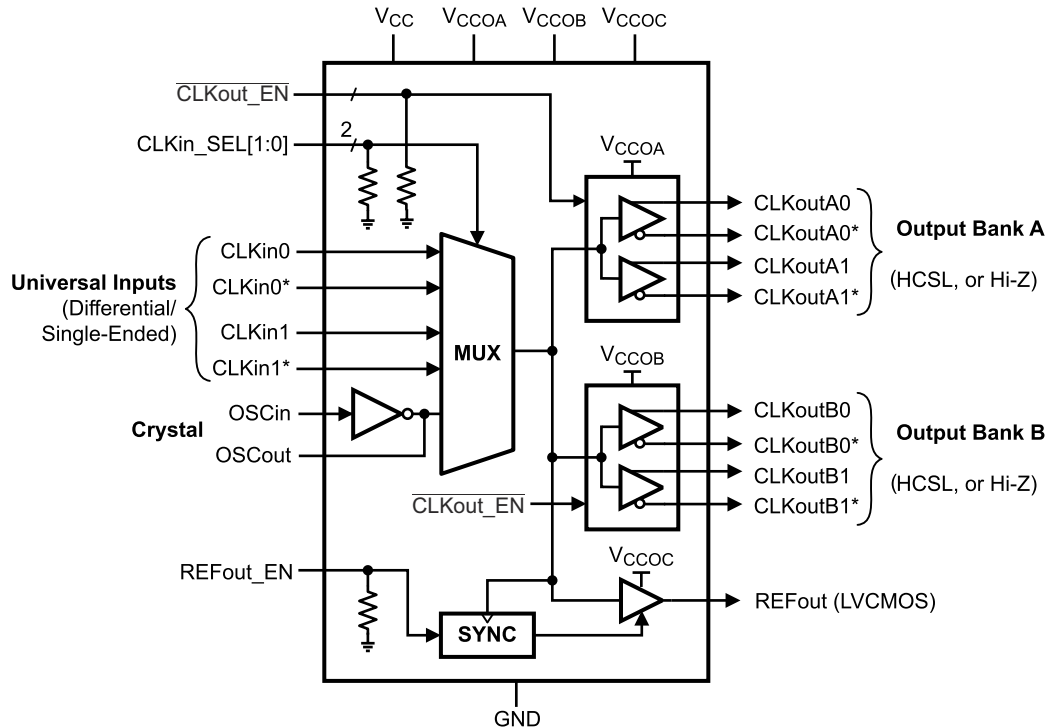 VCC VCCOA VCCOB VCCOC
CLKout_EN
2
CLKin_SEL[1:0]
VCCOA
CLKoutA0
CLKoutA0*
CLKoutA1
CLKoutA1*
Output Bank A
(HCSL, or Hi-Z)
Universal Inputs
(Differential/
Single-Ended)
CLKin0
CLKin0*
CLKin1
CLKin1*
MUX
Crystal
OSCin
OSCout
VCCOB
CLKoutB0
CLKoutB0*
CLKoutB1
CLKoutB1*
Output Bank B
(HCSL, or Hi-Z)
CLKout_EN
REFout_EN
SYNC
VCCOC
REFout (LVCMOS)
GND